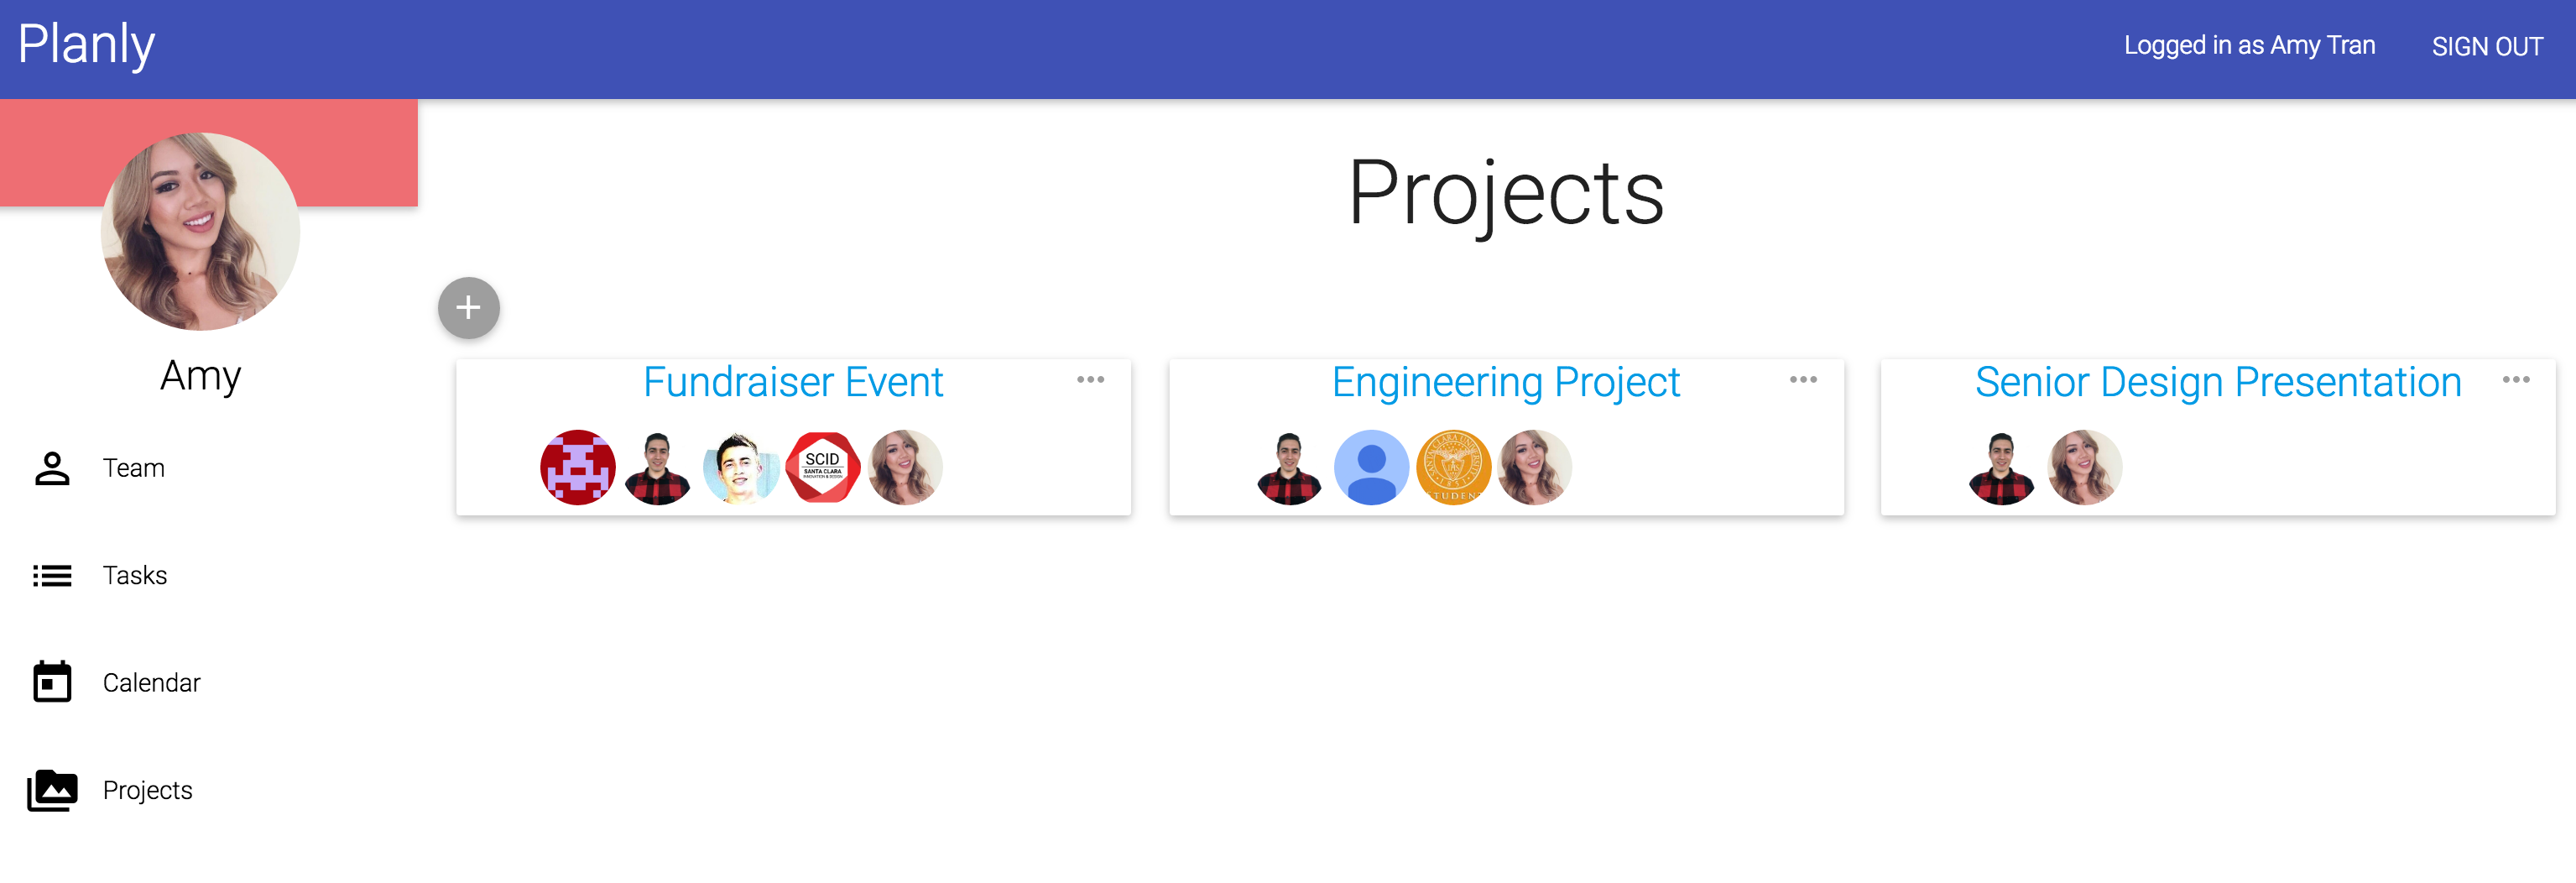 Planly
Logged in as Amy Tran
SIGN OUT
Projects
Amy
Team
Tasks
Calendar
Projects
Fundraiser Event
SCID
SANTA CLARA
Engineering Project
STUDENT
Senior Design Presentation